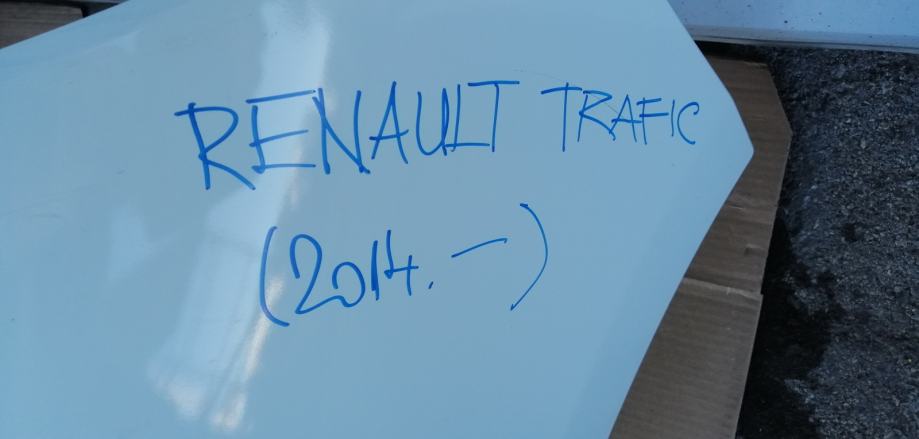 RENAULT TRAFIC
(2014. -)